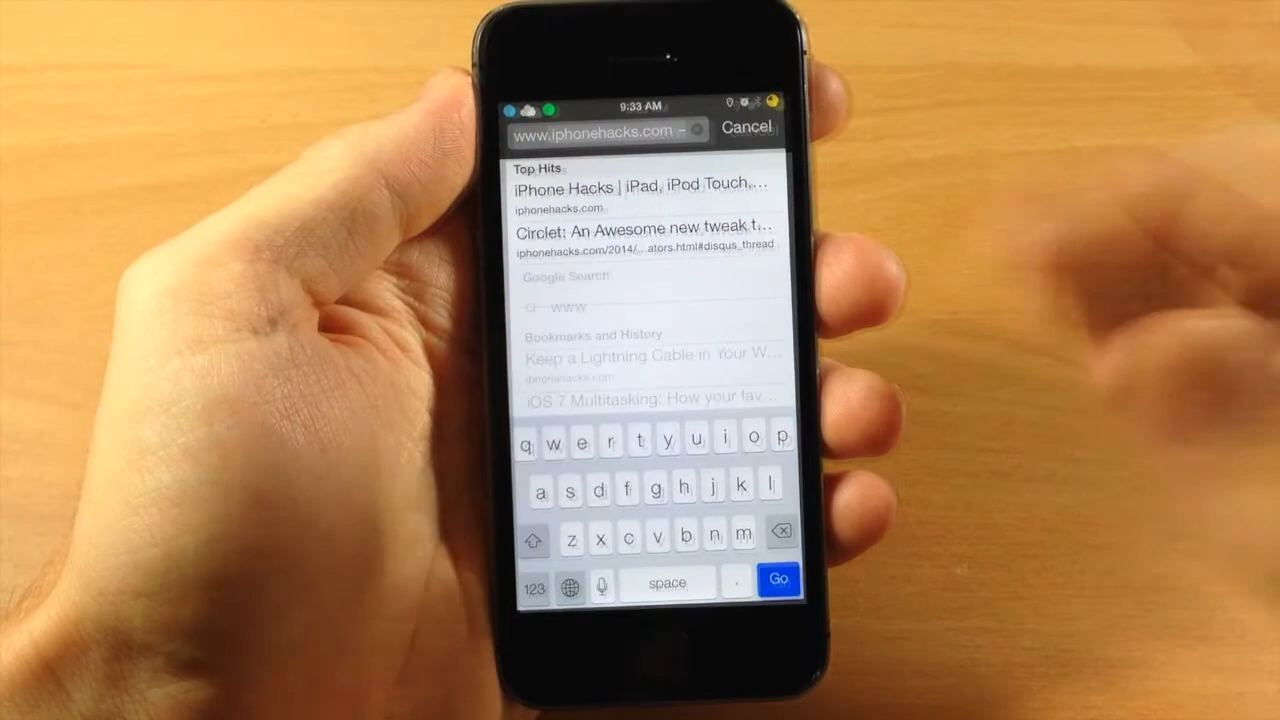 9:33 AM
www.iphonehacks.com –
Cancel
Top Hits
iPhone Hacks | iPad, iPod Touch,...
iphonehacks.com
Circlet: An Awesome new tweak t...
iphonehacks.com/2014/...ators.html#disqus_thread
Google Search
www
Bookmarks and History
Keep a Lightning Cable in Your W...
iphonehacks.com
iOS 7 Multitasking: How your fav...
q w e r t y u i o p
a s d f g h j k l
z x c v b n m
123 space . Go